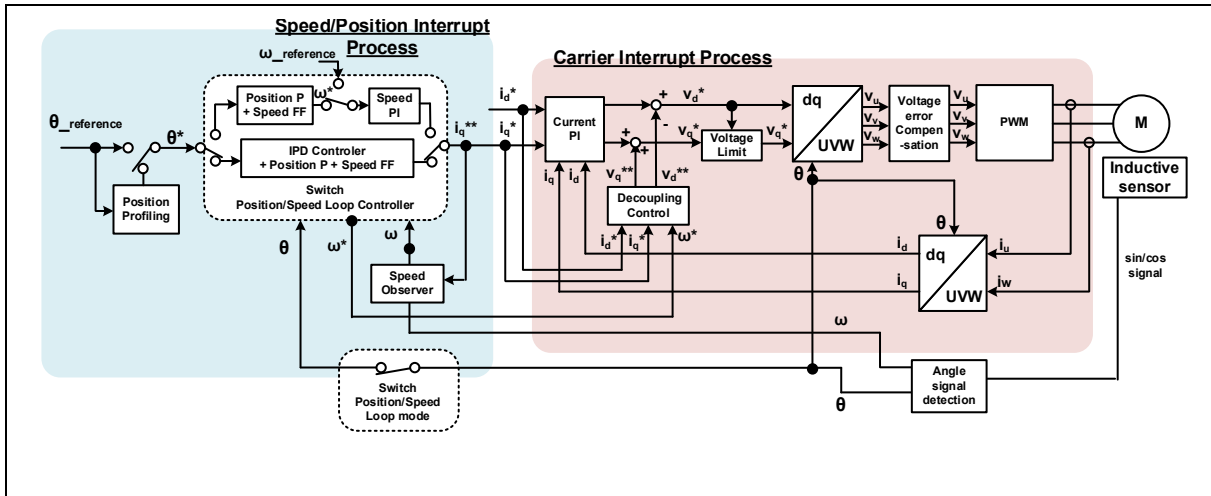 Speed/Position Interrupt
Process
ω_reference
Carrier Interrupt Process
θ_reference
θ*
Position P
+ Speed FF
ω*
Speed
PI
IPD Controler
+ Position P + Speed FF
Switch
Position/Speed Loop Controller
Position
Profiling
iq**
id*
iq*
Current
PI
iq
id
+
-
+
+
vd*
vq*
vq**
vd**
Voltage
Limit
vq*
Decoupling
Control
id*
iq*
ω*
dq
UVW
θ
vu
vv
vw
Voltage
error
Compen
-sation
vu
vv
vw
PWM
M
Inductive
sensor
sin/cos
signal
θ
dq
UVW
id
iq
iu
iw
θ
ω*
ω
Speed
Observer
ω
Switch
Position/Speed
Loop mode
θ
Angle
signal
detection